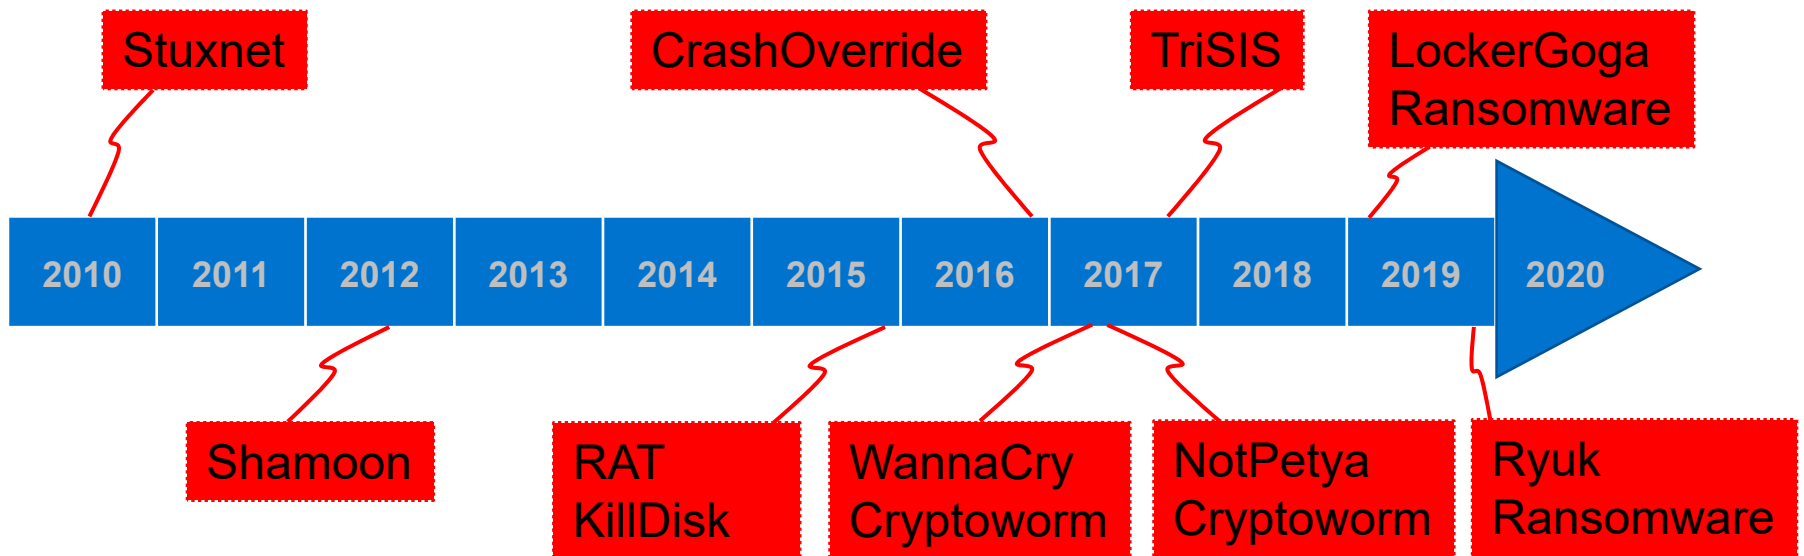 Stuxnet
CrashOverride
TriSIS
LockerGoga
Ransomware
2010
2011
2012
2013
2014
2015
2016
2017
2018
2019
2020
Shamoon
RAT
KillDisk
WannaCry
Cryptoworm
NotPetya
Cryptoworm
Ryuk
Ransomware